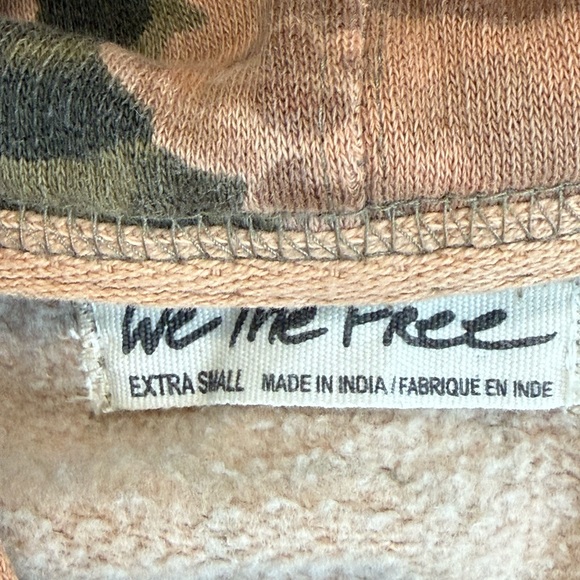 We The Free
EXTRA SMALL MADE IN INDIA / FABRIQUÉ EN INDE